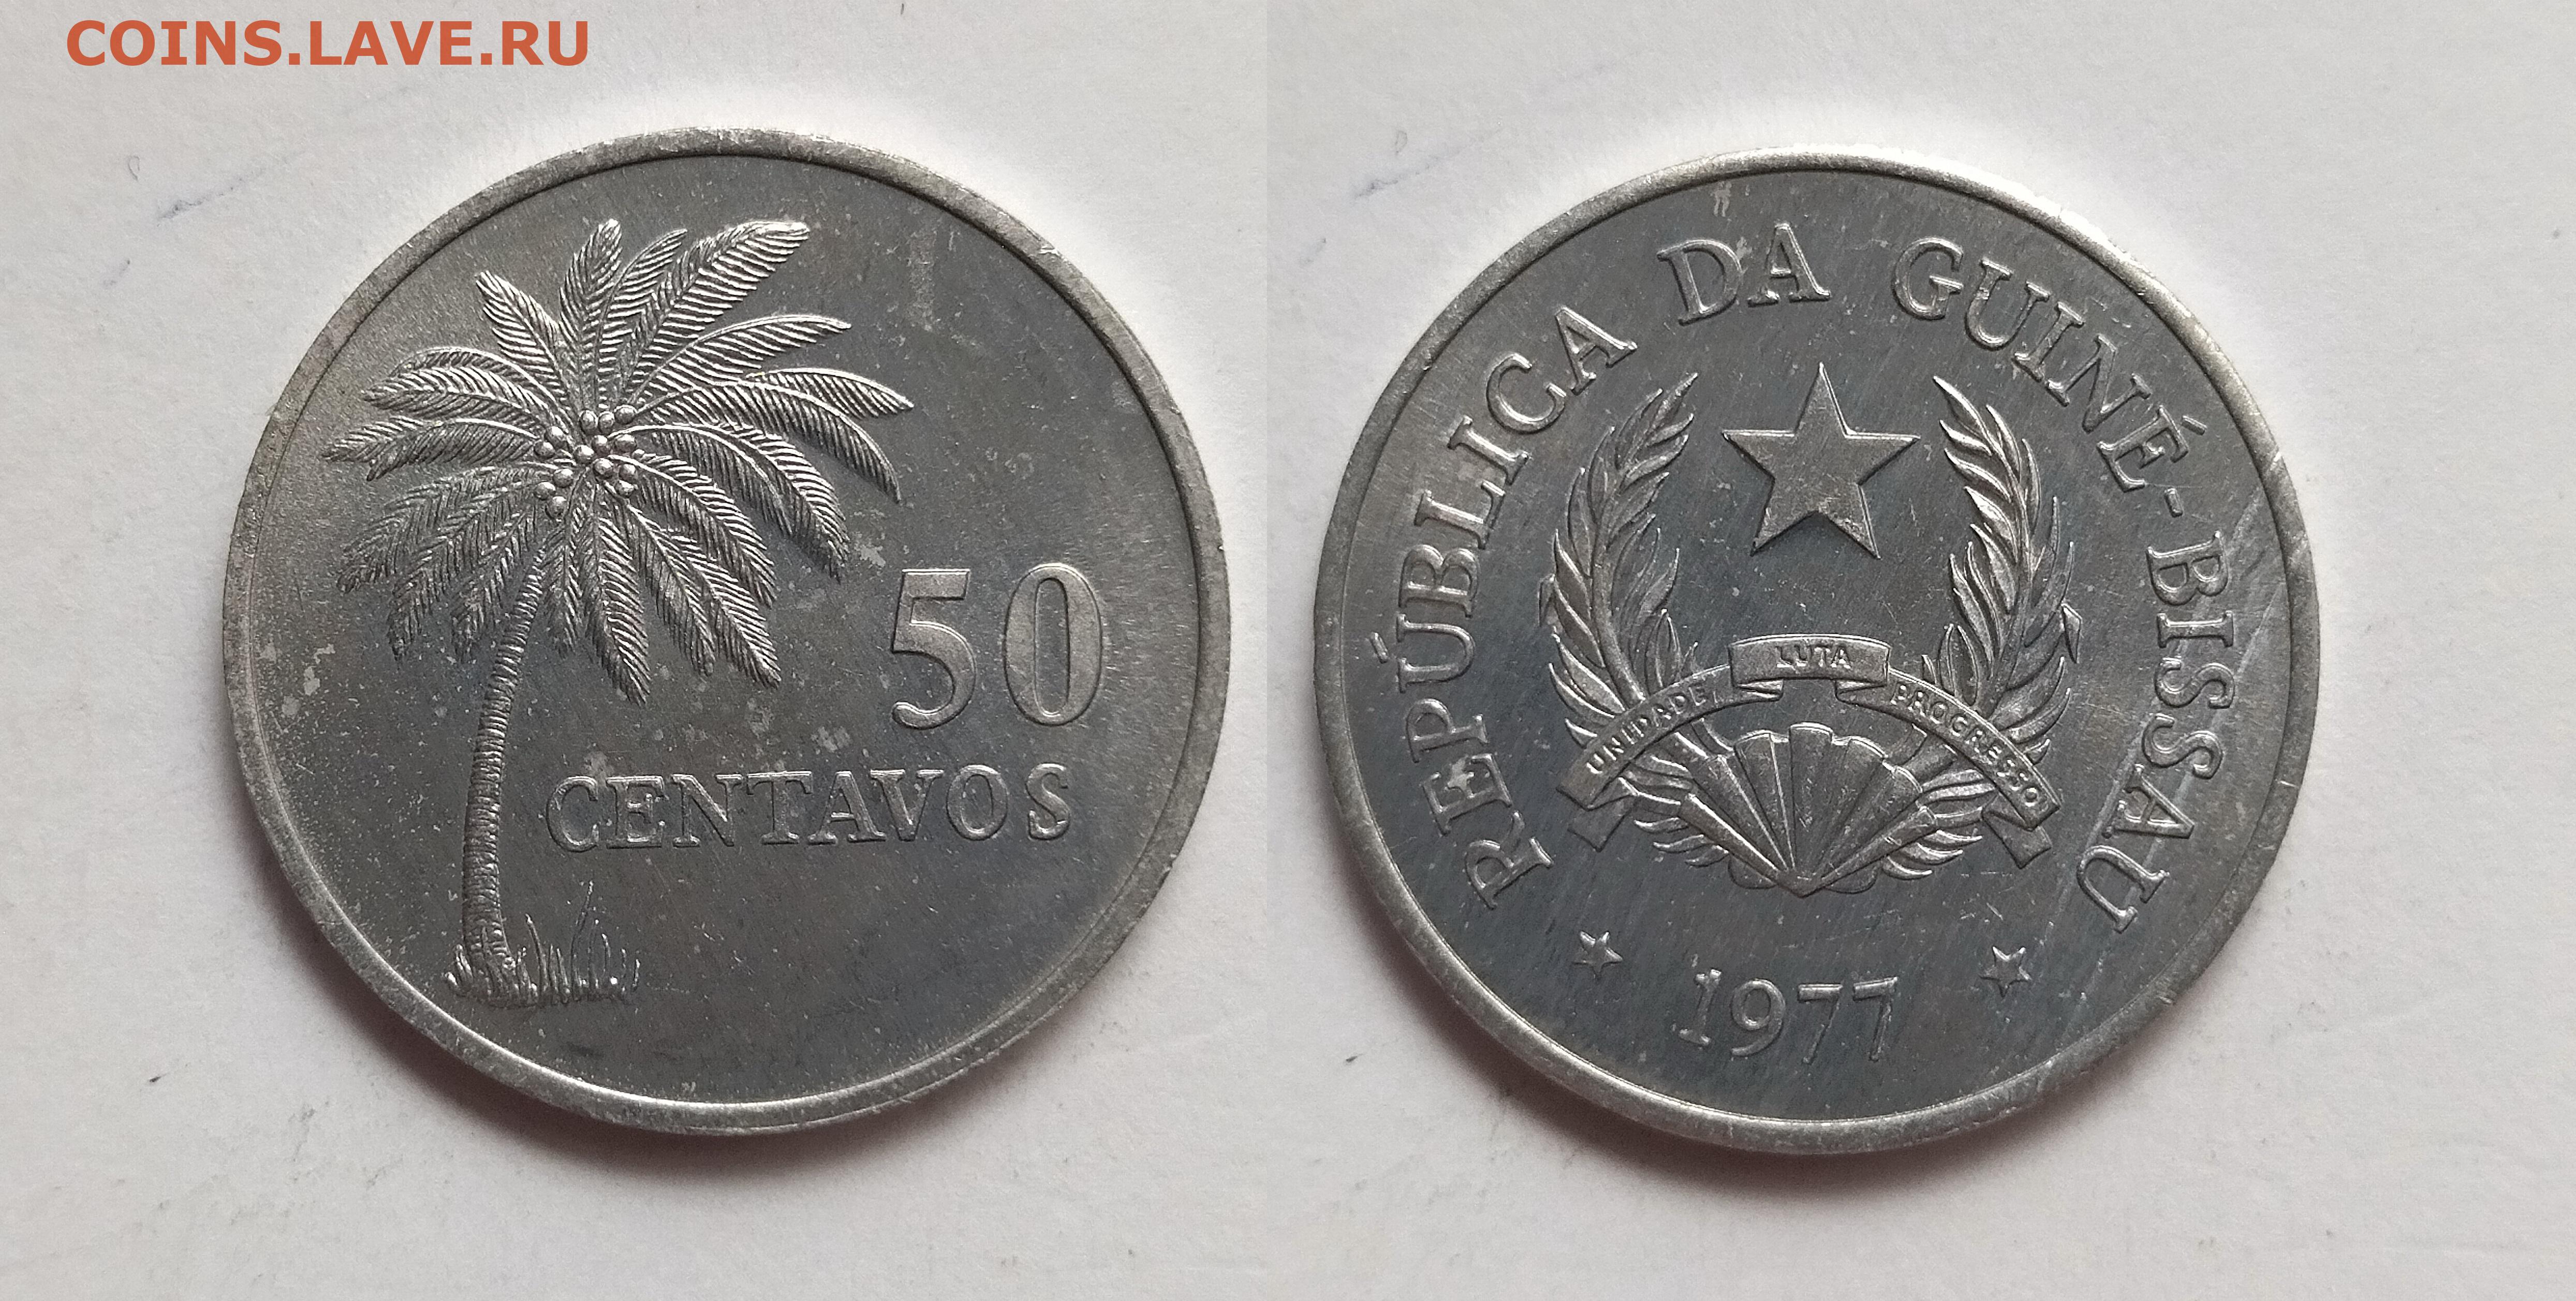 COINS.LAVE.RU
50
CENTAVOS
REPÚBLICA DA GUINÉ-BISSAU
LUTA
UNIDADE PROGRESSO
1977